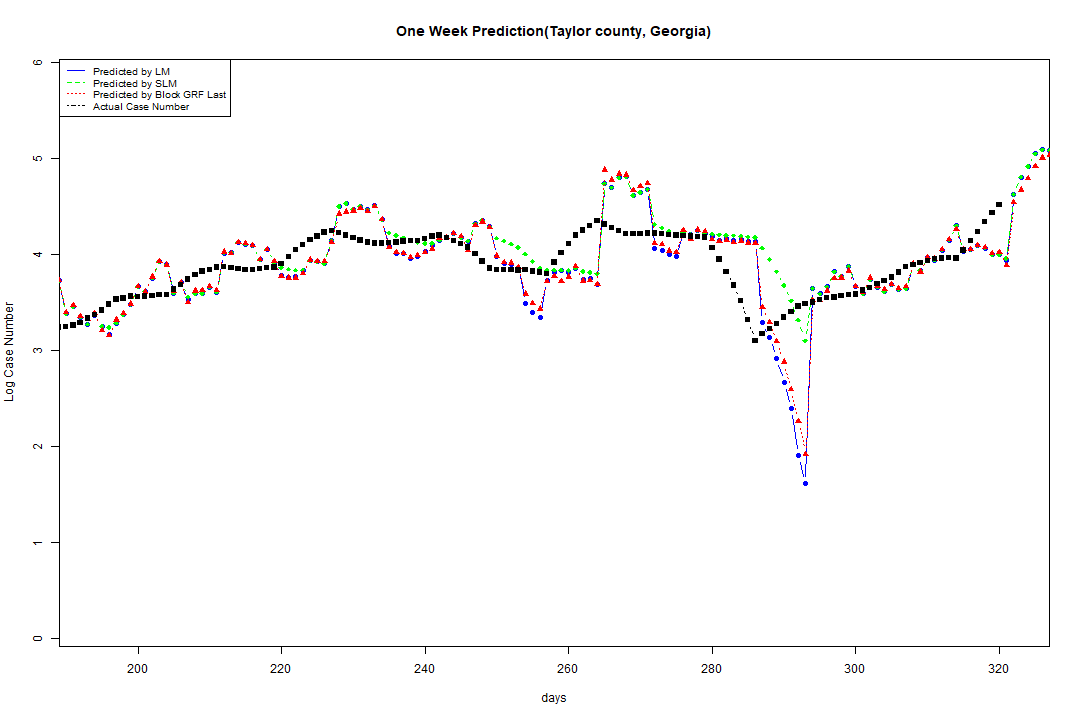 One Week Prediction(Taylor county, Georgia)
Predicted by LM
Predicted by SLM
Predicted by Block GRF Last
Actual Case Number
6
5
4
3
2
1
0
Log Case Number
200 220 240 260 280 300 320
days